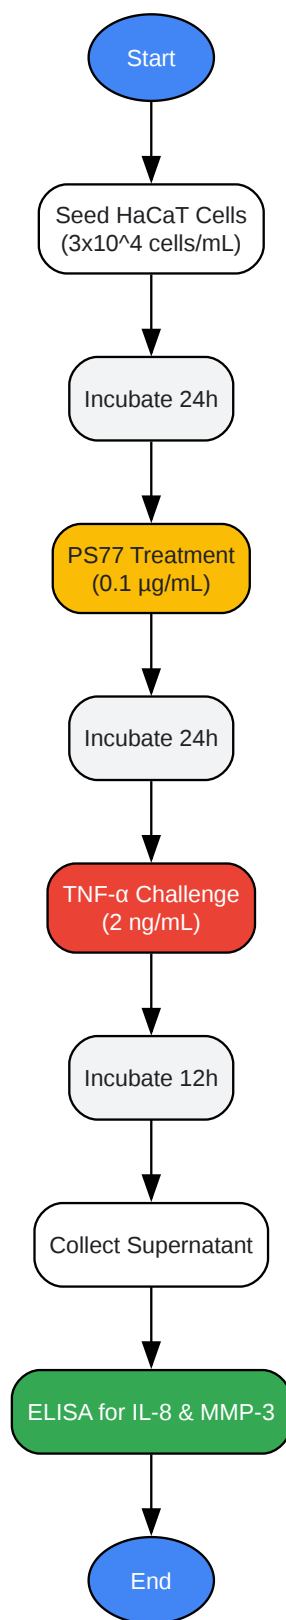 Start
Seed HaCaT Cells
(3x10^4 cells/mL)
Incubate 24h
PS77 Treatment
(0.1 µg/mL)
Incubate 24h
TNF-α Challenge
(2 ng/mL)
Incubate 12h
Collect Supernatant
ELISA for IL-8 & MMP-3
End